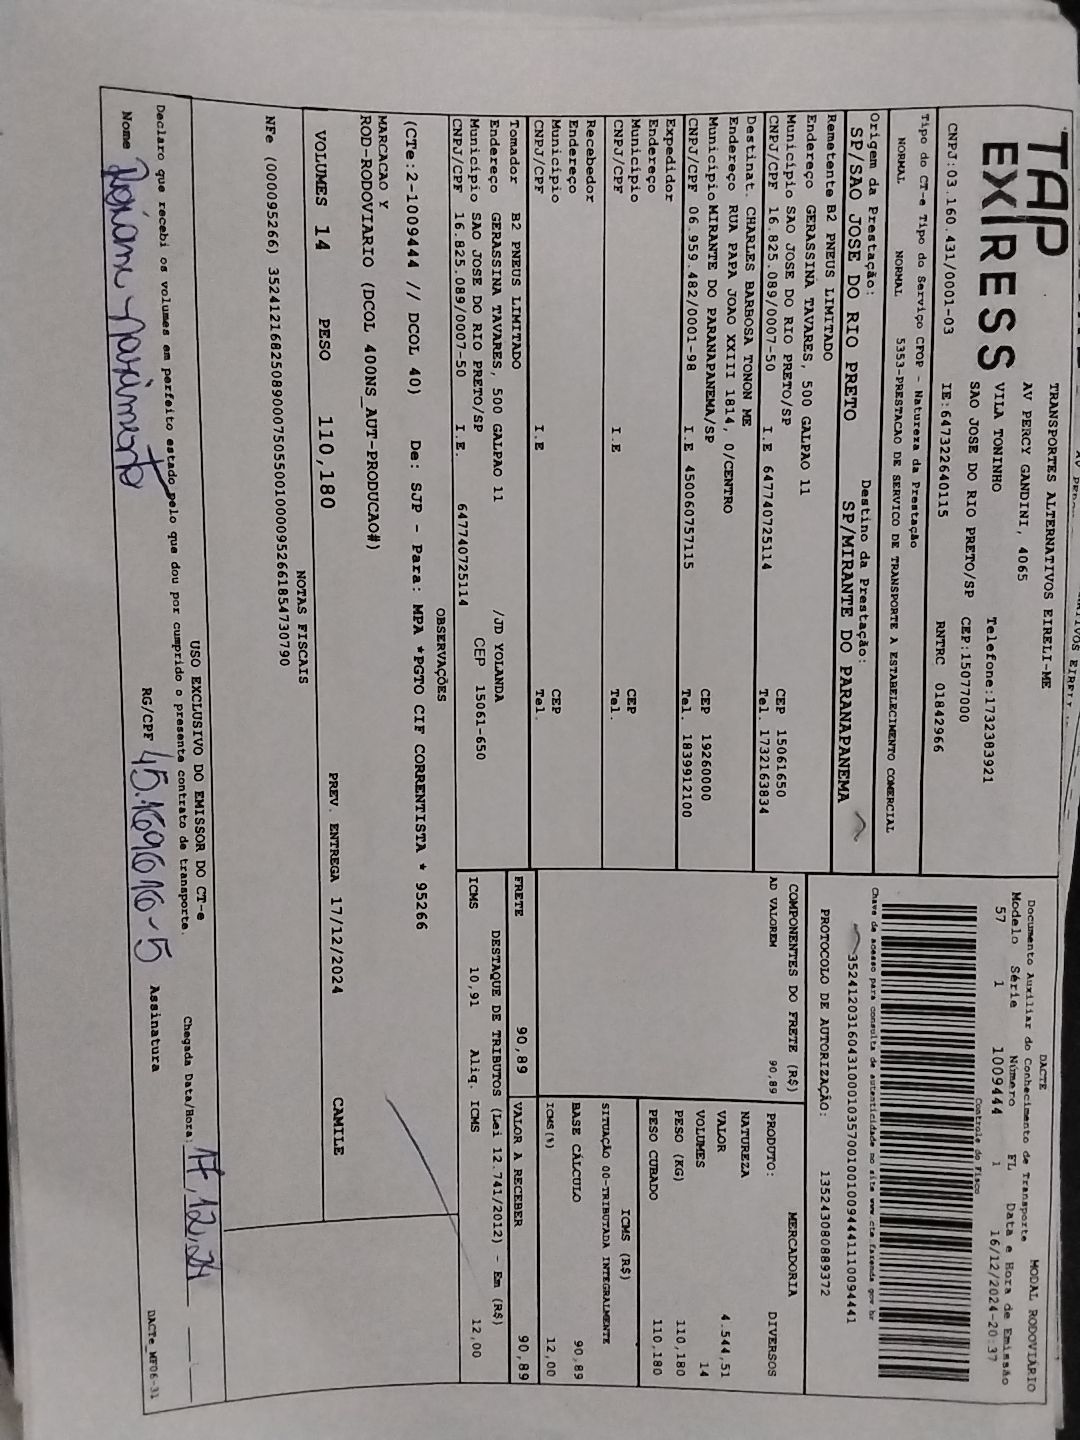 TAP
EXPRESS
TRANSPORTES ALTERNATIVOS EIRELI-ME
AV PERCY GANDINI, 4065
VILA TONINHO Telefone:1732383921
SAO JOSE DO RIO PRETO/SP CEP:15077000
CNPJ:03.160.431/0001-03 IE:647322640115 RNTRC 01842966
DACTE MODAL RODOVIÁRIO
Documento Auxiliar do Conhecimento de Transporte
Modelo Série Número FL Data e Hora de Emissão
57 1 1009444 1 16/12/2024-20:37
Controle do Fisco
Chave de acesso para consulta de autenticidade no site www.cte.fazenda.gov.br
35241203160431000103570010010094441110094441
PROTOCOLO DE AUTORIZAÇÃO: 135243080889372
Tipo do CT-e Tipo do Serviço CFOP - Natureza da Prestação
NORMAL NORMAL 5353-PRESTACAO DE SERVICO DE TRANSPORTE A ESTABELECIMENTO COMERCIAL
Origem da Prestação: Destino da Prestação:
SP/SAO JOSE DO RIO PRETO SP/MIRANTE DO PARANAPANEMA
Remetente B2 PNEUS LIMITADO
Endereço GERASSINA TAVARES, 500 GALPAO 11
Município SAO JOSE DO RIO PRETO/SP CEP 15061650
CNPJ/CPF 16.825.089/0007-50 I.E 647740725114 Tel. 1732163834
Destinat. CHARLES BARBOSA TONON ME
Endereço RUA PAPA JOAO XXIII 1814, 0/CENTRO
Município MIRANTE DO PARANAPANEMA/SP CEP 19260000
CNPJ/CPF 06.959.482/0001-98 I.E 450060757115 Tel. 1839912100
Expedidor
Endereço
Município CEP
CNPJ/CPF I.E Tel.
Recebedor
Endereço
Município CEP
CNPJ/CPF I.E Tel.
Tomador B2 PNEUS LIMITADO
Endereço GERASSINA TAVARES, 500 GALPAO 11 /JD YOLANDA
Município SAO JOSE DO RIO PRETO/SP CEP 15061-650
CNPJ/CPF 16.825.089/0007-50 I.E. 647740725114
COMPONENTES DO FRETE (R$)
AD VALOREM 90,89
FRETE 90,89
MERCADORIA
PRODUTO: DIVERSOS
NATUREZA
VALOR 4.544,51
VOLUMES 14
PESO (KG) 110,180
PESO CUBADO 110,180
ICMS (R$)
SITUAÇÃO 00-TRIBUTADA INTEGRALMENTE
BASE CÁLCULO 90,89
ICMS(%) 12,00
VALOR A RECEBER 90,89
DESTAQUE DE TRIBUTOS (Lei 12.741/2012) - Em (R$)
ICMS 10,91 Aliq. ICMS 12,00
OBSERVAÇÕES
(CTe:2-1009444 // DCOL 40) De: SJP - Para: MPA *PGTO CIF CORRENTISTA * 95266
MARCACAO Y
ROD-RODOVIARIO (DCOL 400NS_AUT-PRODUCAO#)
VOLUMES 14 PESO 110,180 PREV. ENTREGA 17/12/2024 CAMILE
NOTAS FISCAIS
NFe (000095266) 35241216825089000750550010000952661854730790
USO EXCLUSIVO DO EMISSOR DO CT-e
Declaro que recebi os volumes em perfeito estado pelo que dou por cumprido o presente contrato de transporte. Chegada Data/Hora: 17,12,24
Nome RG/CPF 45.169616-5 Assinatura
DACTe_MF06-31